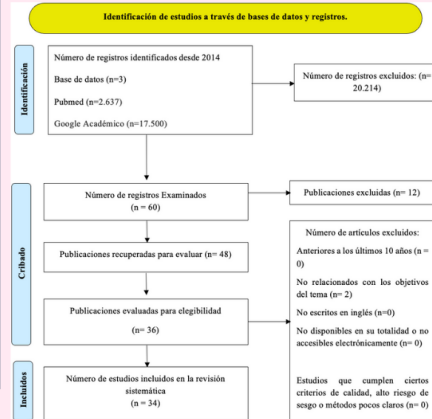 Identificación de estudios a través de bases de datos y registros.
Identificación
Número de registros identificados desde 2014
Base de datos (n=3)
Pubmed (n=2.637)
Google Académico (n=17.500)
Número de registros excluidos: (n=
20.214)
Cribado
Número de registros Examinados
(n = 60)
Publicaciones excluidas (n= 12)
Publicaciones recuperadas para evaluar (n= 48)
Publicaciones evaluadas para elegibilidad
(n= 36)
Número de artículos excluidos:
Anteriores a los últimos 10 años (n =
0)
No relacionados con los objetivos
del tema (n= 2)
No escritos en inglés (n=0)
No disponibles en su totalidad o no
accesibles electrónicamente (n= 0)
Estudios que cumplen ciertos
criterios de calidad, alto riesgo de
sesgo o métodos poco claros (n= 0)
Incluidos
Número de estudios incluidos en la revisión
sistemática
(n = 34)